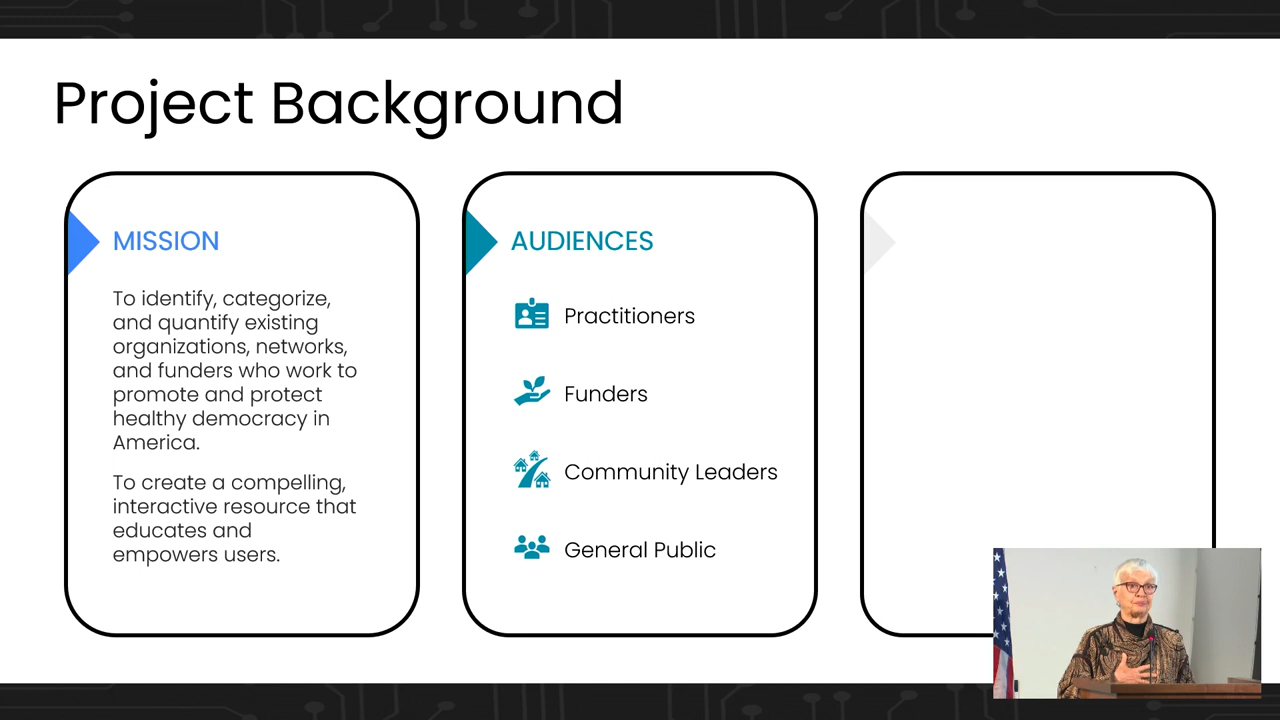 Project Background
MISSION
To identify, categorize,
and quantify existing
organizations, networks,
and funders who work to
promote and protect
healthy democracy in
America.
To create a compelling,
interactive resource that
educates and
empowers users.
AUDIENCES
Practitioners
Funders
Community Leaders
General Public